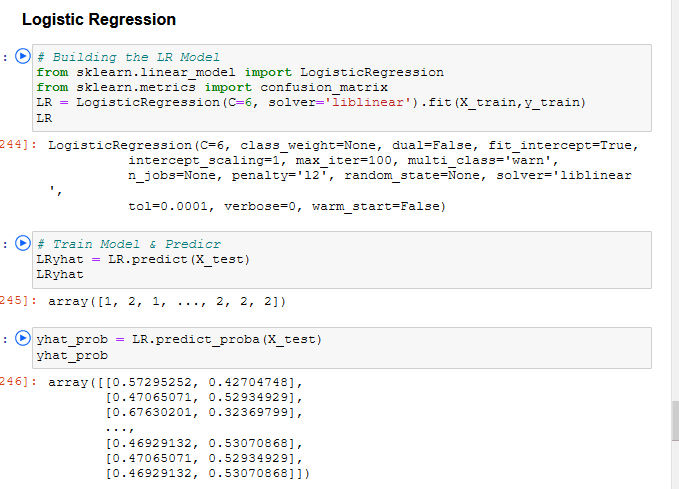 Logistic Regression
: # Building the LR Model
from sklearn.linear_model import LogisticRegression
from sklearn.metrics import confusion_matrix
LR = LogisticRegression(C=6, solver='liblinear').fit(X_train,y_train)
LR
244]: LogisticRegression(C=6, class_weight=None, dual=False, fit_intercept=True,
intercept_scaling=1, max_iter=100, multi_class='warn',
n_jobs=None, penalty='l2', random_state=None, solver='liblinear
',
tol=0.0001, verbose=0, warm_start=False)
: # Train Model & Predicr
LRyhat = LR.predict(X_test)
LRyhat
245]: array([1, 2, 1, ..., 2, 2, 2])
: yhat_prob = LR.predict_proba(X_test)
yhat_prob
246]: array([[0.57295252, 0.42704748],
[0.47065071, 0.52934929],
[0.67630201, 0.32369799],
...,
[0.46929132, 0.53070868],
[0.47065071, 0.52934929],
[0.46929132, 0.53070868]])